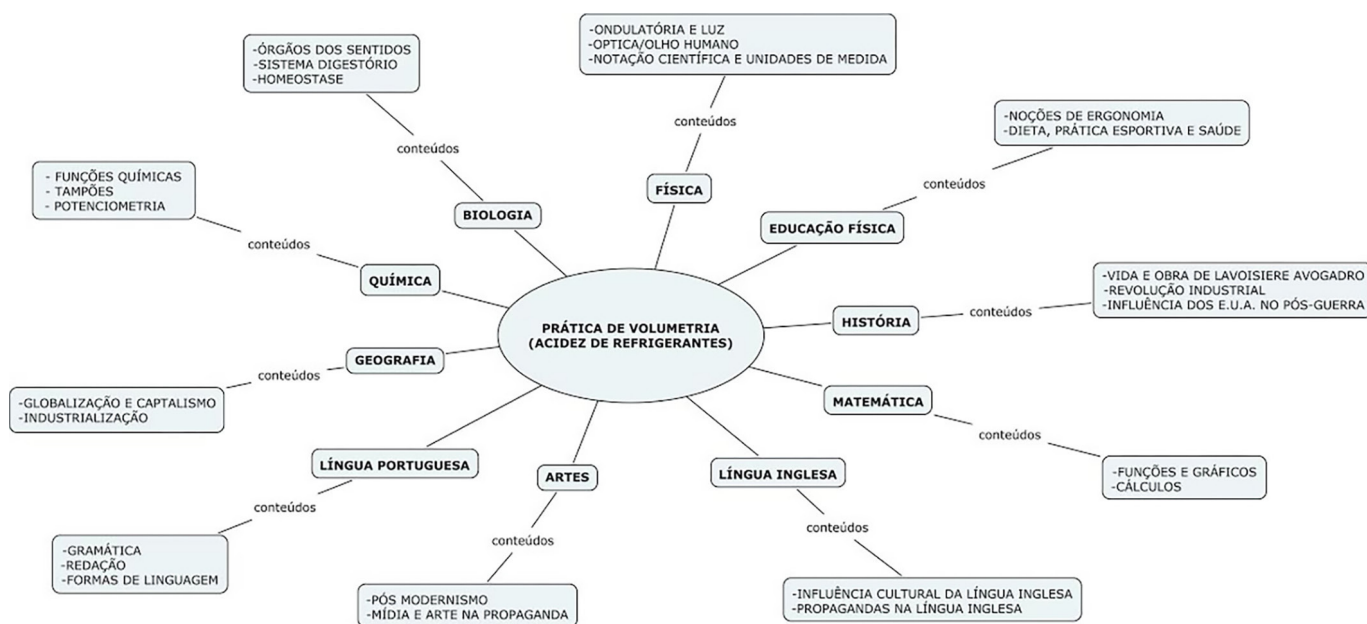 -ÓRGÃOS DOS SENTIDOS
-SISTEMA DIGESTÓRIO
-HOMEOSTASE
conteúdos
BIOLOGIA
-ONDULATÓRIA E LUZ
-OPTICA/OLHO HUMANO
-NOTAÇÃO CIENTÍFICA E UNIDADES DE MEDIDA
conteúdos
FÍSICA
-NOÇÕES DE ERGONOMIA
-DIETA, PRÁTICA ESPORTIVA E SAÚDE
conteúdos
EDUCAÇÃO FÍSICA
- FUNÇÕES QUÍMICAS
- TAMPÕES
- POTENCIOMETRIA
conteúdos
QUÍMICA
-VIDA E OBRA DE LAVOISIERE AVOGADRO
-REVOLUÇÃO INDUSTRIAL
-INFLUÊNCIA DOS E.U.A. NO PÓS-GUERRA
conteúdos
HISTÓRIA
PRÁTICA DE VOLUMETRIA
(ACIDEZ DE REFRIGERANTES)
GEOGRAFIA
conteúdos
-GLOBALIZAÇÃO E CAPTALISMO
-INDUSTRIALIZAÇÃO
MATEMÁTICA
conteúdos
-FUNÇÕES E GRÁFICOS
-CÁLCULOS
LÍNGUA PORTUGUESA
conteúdos
-GRAMÁTICA
-REDAÇÃO
-FORMAS DE LINGUAGEM
ARTES
conteúdos
-PÓS MODERNISMO
-MÍDIA E ARTE NA PROPAGANDA
LÍNGUA INGLESA
conteúdos
-INFLUÊNCIA CULTURAL DA LÍNGUA INGLESA
-PROPAGANDAS NA LÍNGUA INGLESA